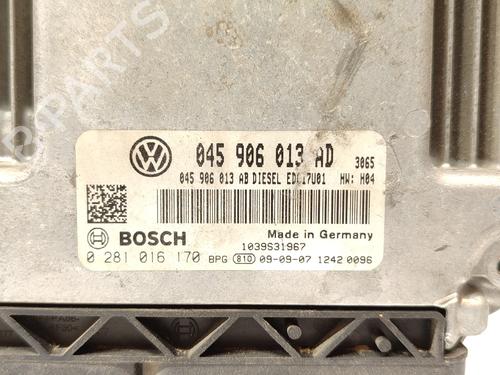 B-PARTS
045 906 013 AD 3065
045 906 013 AB DIESEL EDC17U01 HW: H04
BOSCH Made in Germany
1039S31967
0 281 016 170 BPG 810 09-09-07 1242 0096